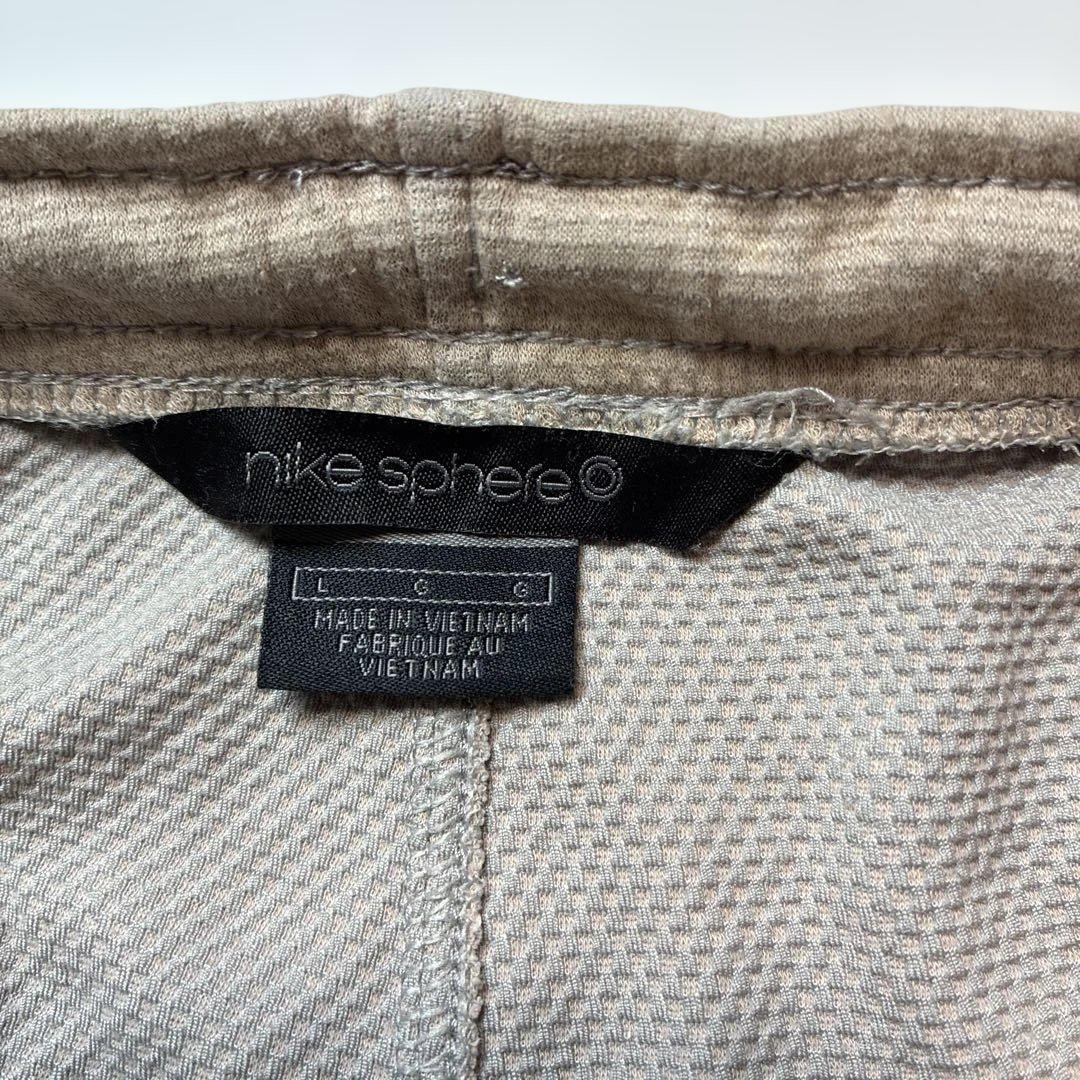 nike sphere
L G G
MADE IN VIETNAM
FABRIQUE AU
VIETNAM